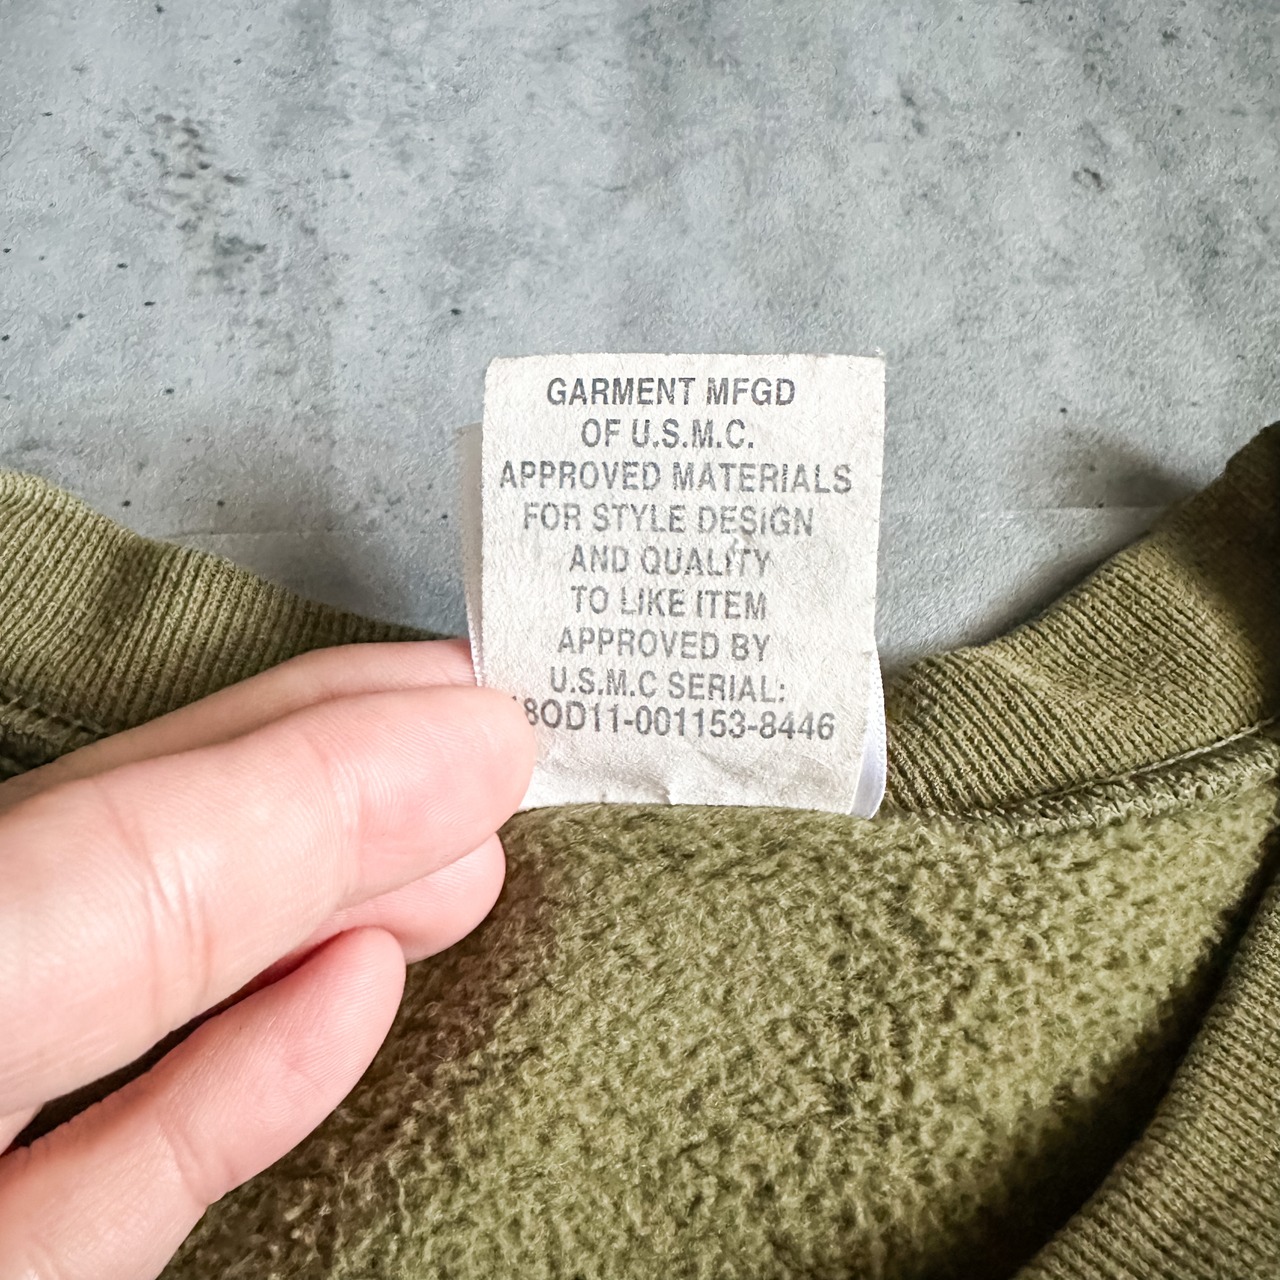 GARMENT MFGD
OF U.S.M.C.
APPROVED MATERIALS
FOR STYLE DESIGN
AND QUALITY
TO LIKE ITEM
APPROVED BY
U.S.M.C SERIAL: